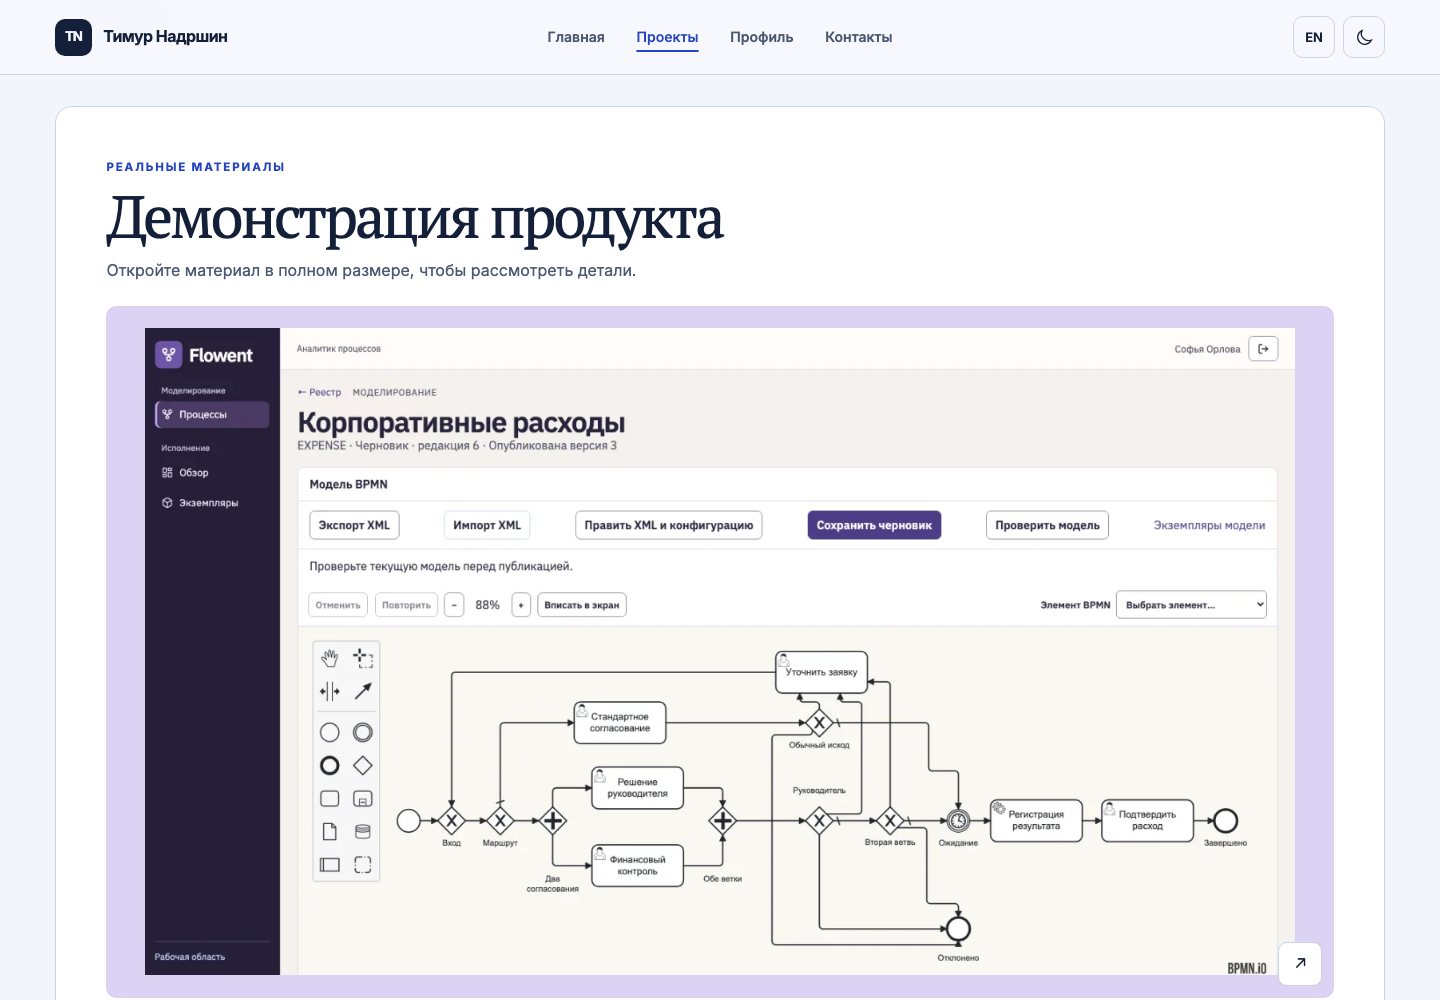 TN Тимур Надршин
Главная Проекты Профиль Контакты
EN
РЕАЛЬНЫЕ МАТЕРИАЛЫ
Демонстрация продукта
Откройте материал в полном размере, чтобы рассмотреть детали.
Flowent
Моделирование
Процессы
Исполнение
Обзор
Экземпляры
Рабочая область
Аналитик процессов
Софья Орлова
← Реестр МОДЕЛИРОВАНИЕ
Корпоративные расходы
EXPENSE · Черновик · редакция 6 · Опубликована версия 3
Модель BPMN
Экспорт XML Импорт XML Править XML и конфигурацию Сохранить черновик Проверить модель Экземпляры модели
Проверьте текущую модель перед публикацией.
Отменить Повторить − 88% + Вписать в экран
Элемент BPMN Выбрать элемент...
Уточнить заявку
Стандартное
согласование
Обычный исход
Решение
руководителя
Руководитель
Вход
Маршрут
Два
согласования
Финансовый
контроль
Обе ветки
Вторая ветвь
Ожидание
Регистрация
результата
Подтвердить
расход
Завершено
Отклонено
BPMN.iO